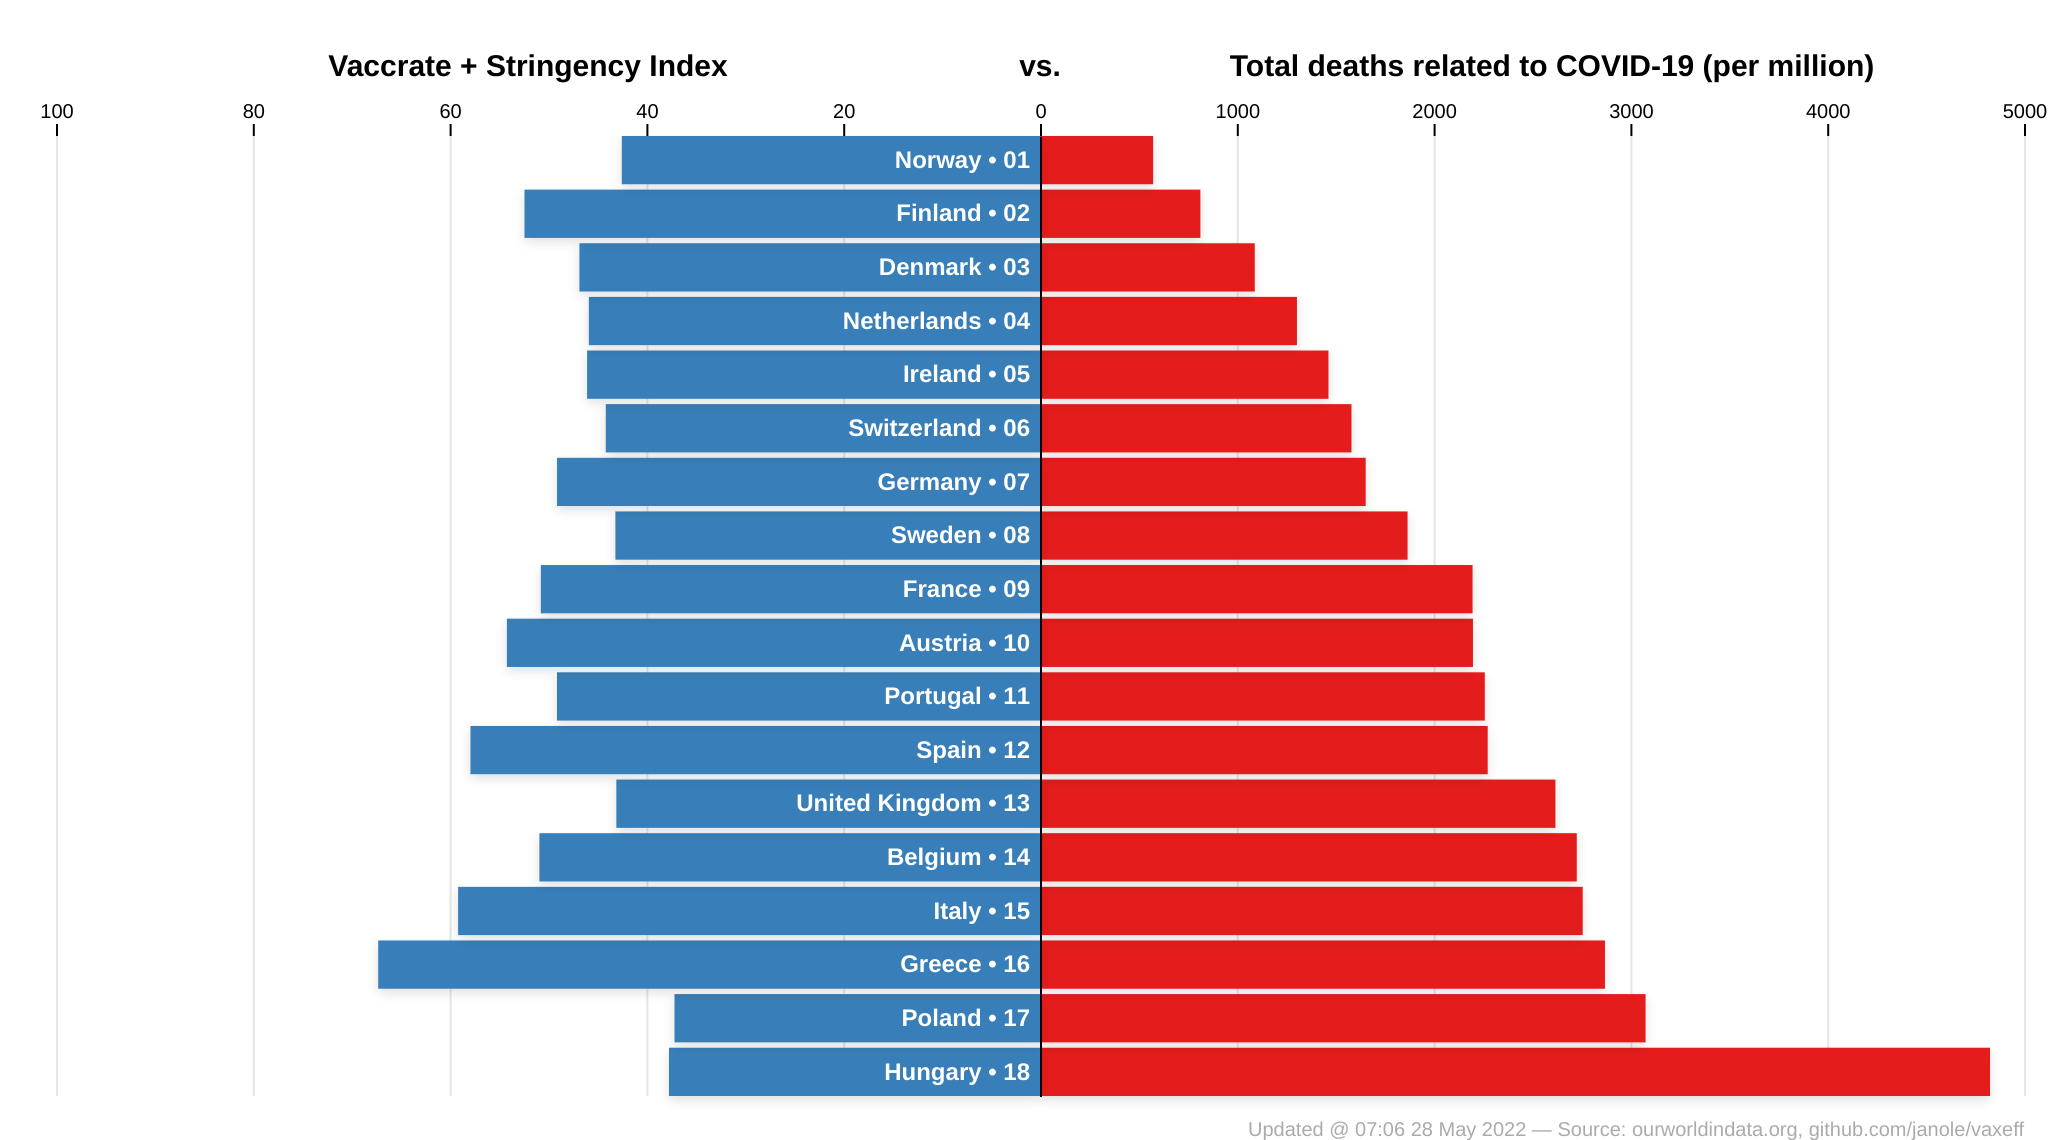 Vaccrate + Stringency Index vs. Total deaths related to COVID-19 (per million)
100 80 60 40 20 0 1000 2000 3000 4000 5000
Norway • 01
Finland • 02
Denmark • 03
Netherlands • 04
Ireland • 05
Switzerland • 06
Germany • 07
Sweden • 08
France • 09
Austria • 10
Portugal • 11
Spain • 12
United Kingdom • 13
Belgium • 14
Italy • 15
Greece • 16
Poland • 17
Hungary • 18
Updated @ 07:06 28 May 2022 — Source: ourworldindata.org, github.com/janole/vaxeff